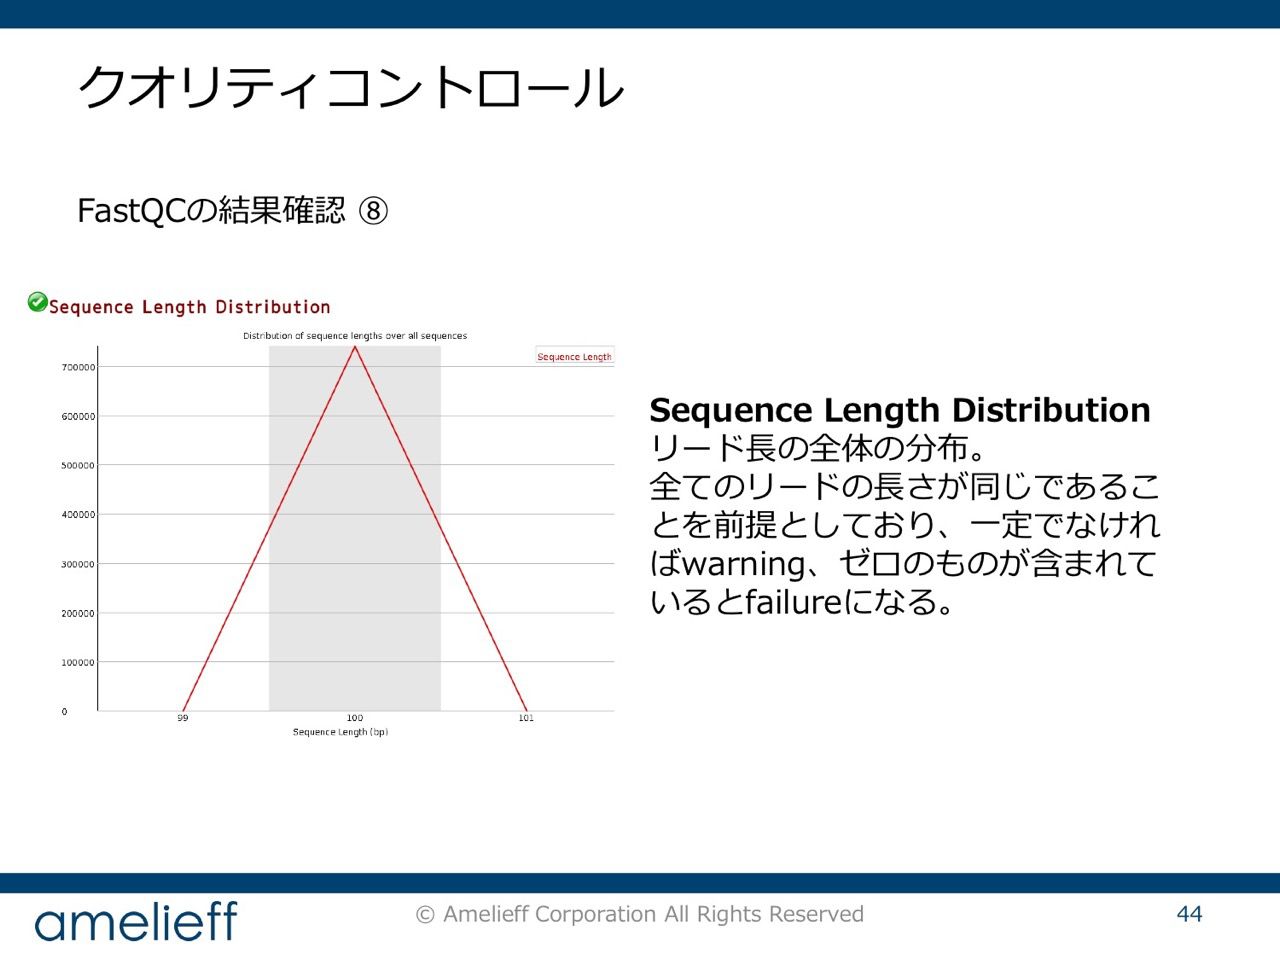 クオリティコントロール
FastQCの結果確認 ⑧
Sequence Length Distribution
Distribution of sequence lengths over all sequences
Sequence Length
700000
600000
500000
400000
300000
200000
100000
0
99
100
101
Sequence Length (bp)
Sequence Length Distribution
リード長の全体の分布。
全てのリードの長さが同じであるこ
とを前提としており、一定でなけれ
ばwarning、ゼロのものが含まれて
いるとfailureになる。
amelieff
© Amelieff Corporation All Rights Reserved
44